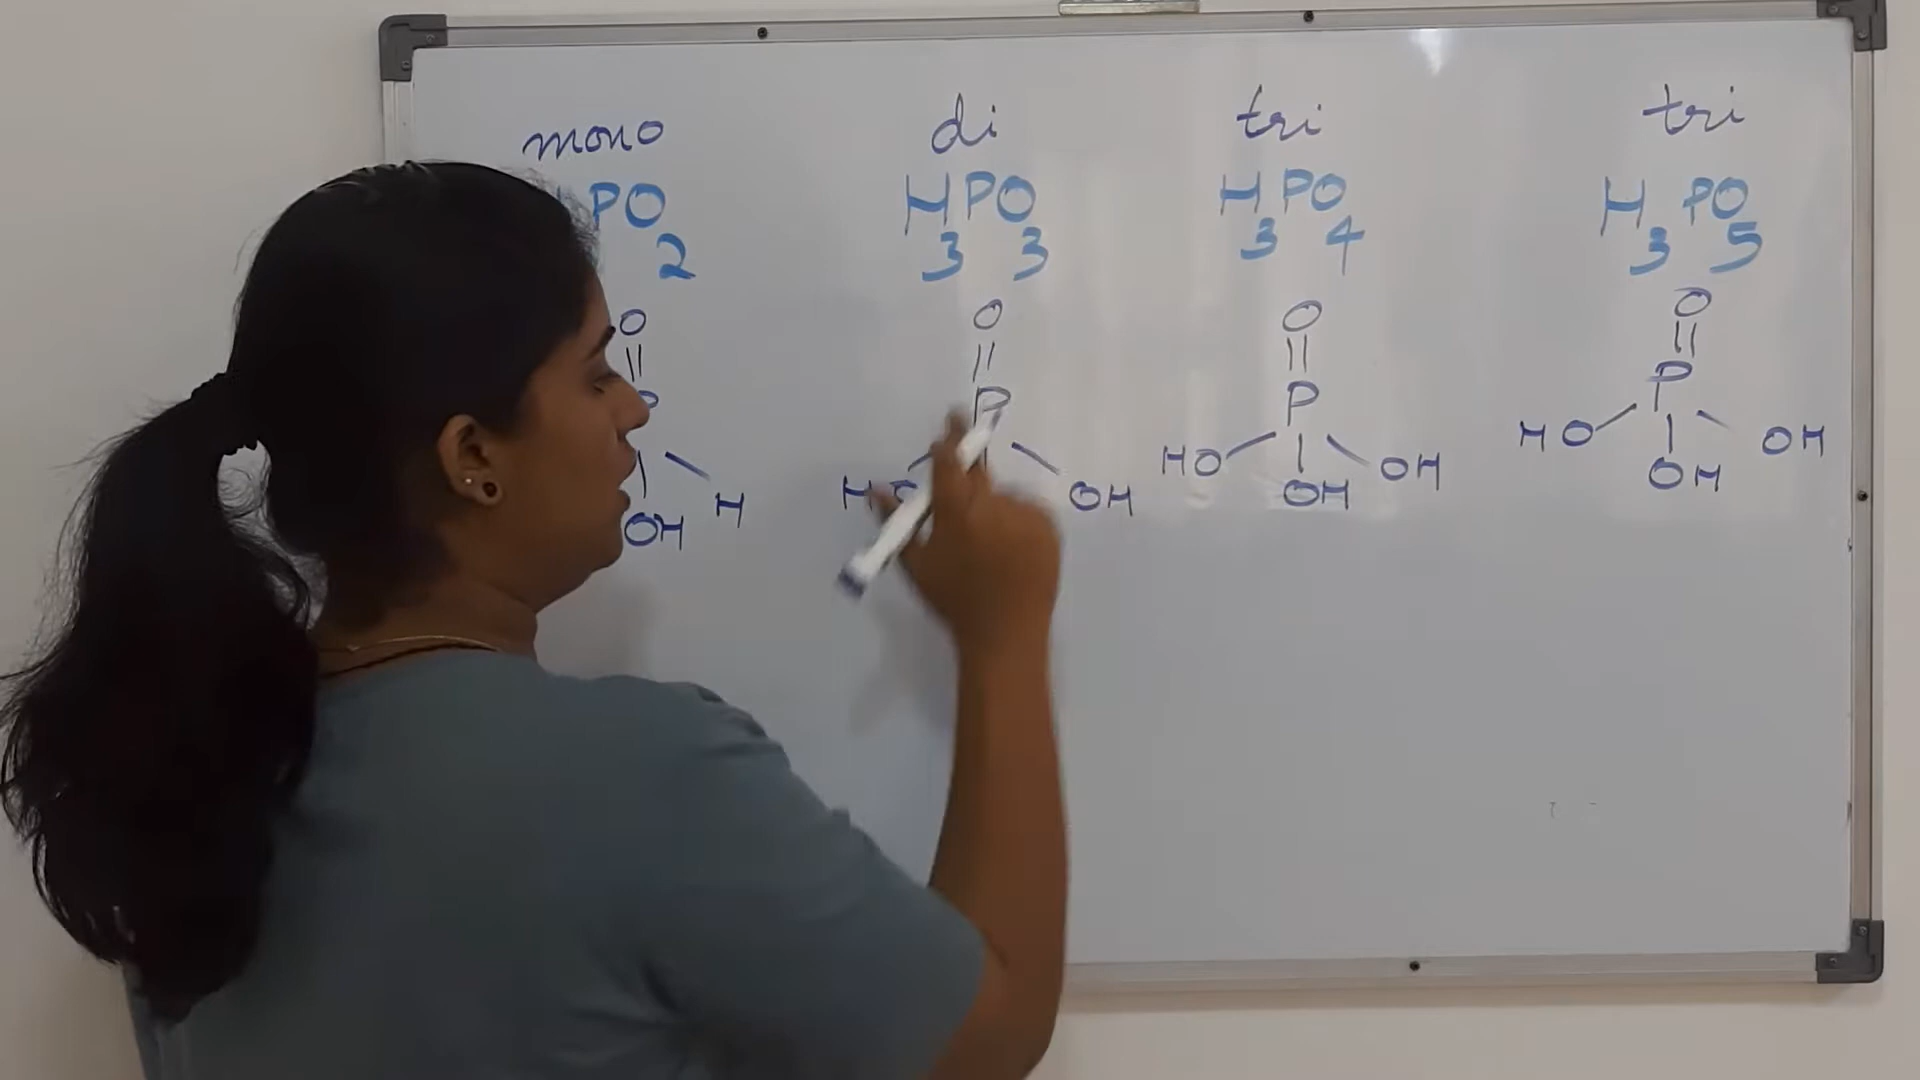 mono di tri tri
PO2 H3PO3 H3PO4 H3PO5
O O O O
P P P P
H HO OH HO OH HO OH
OH OH OH